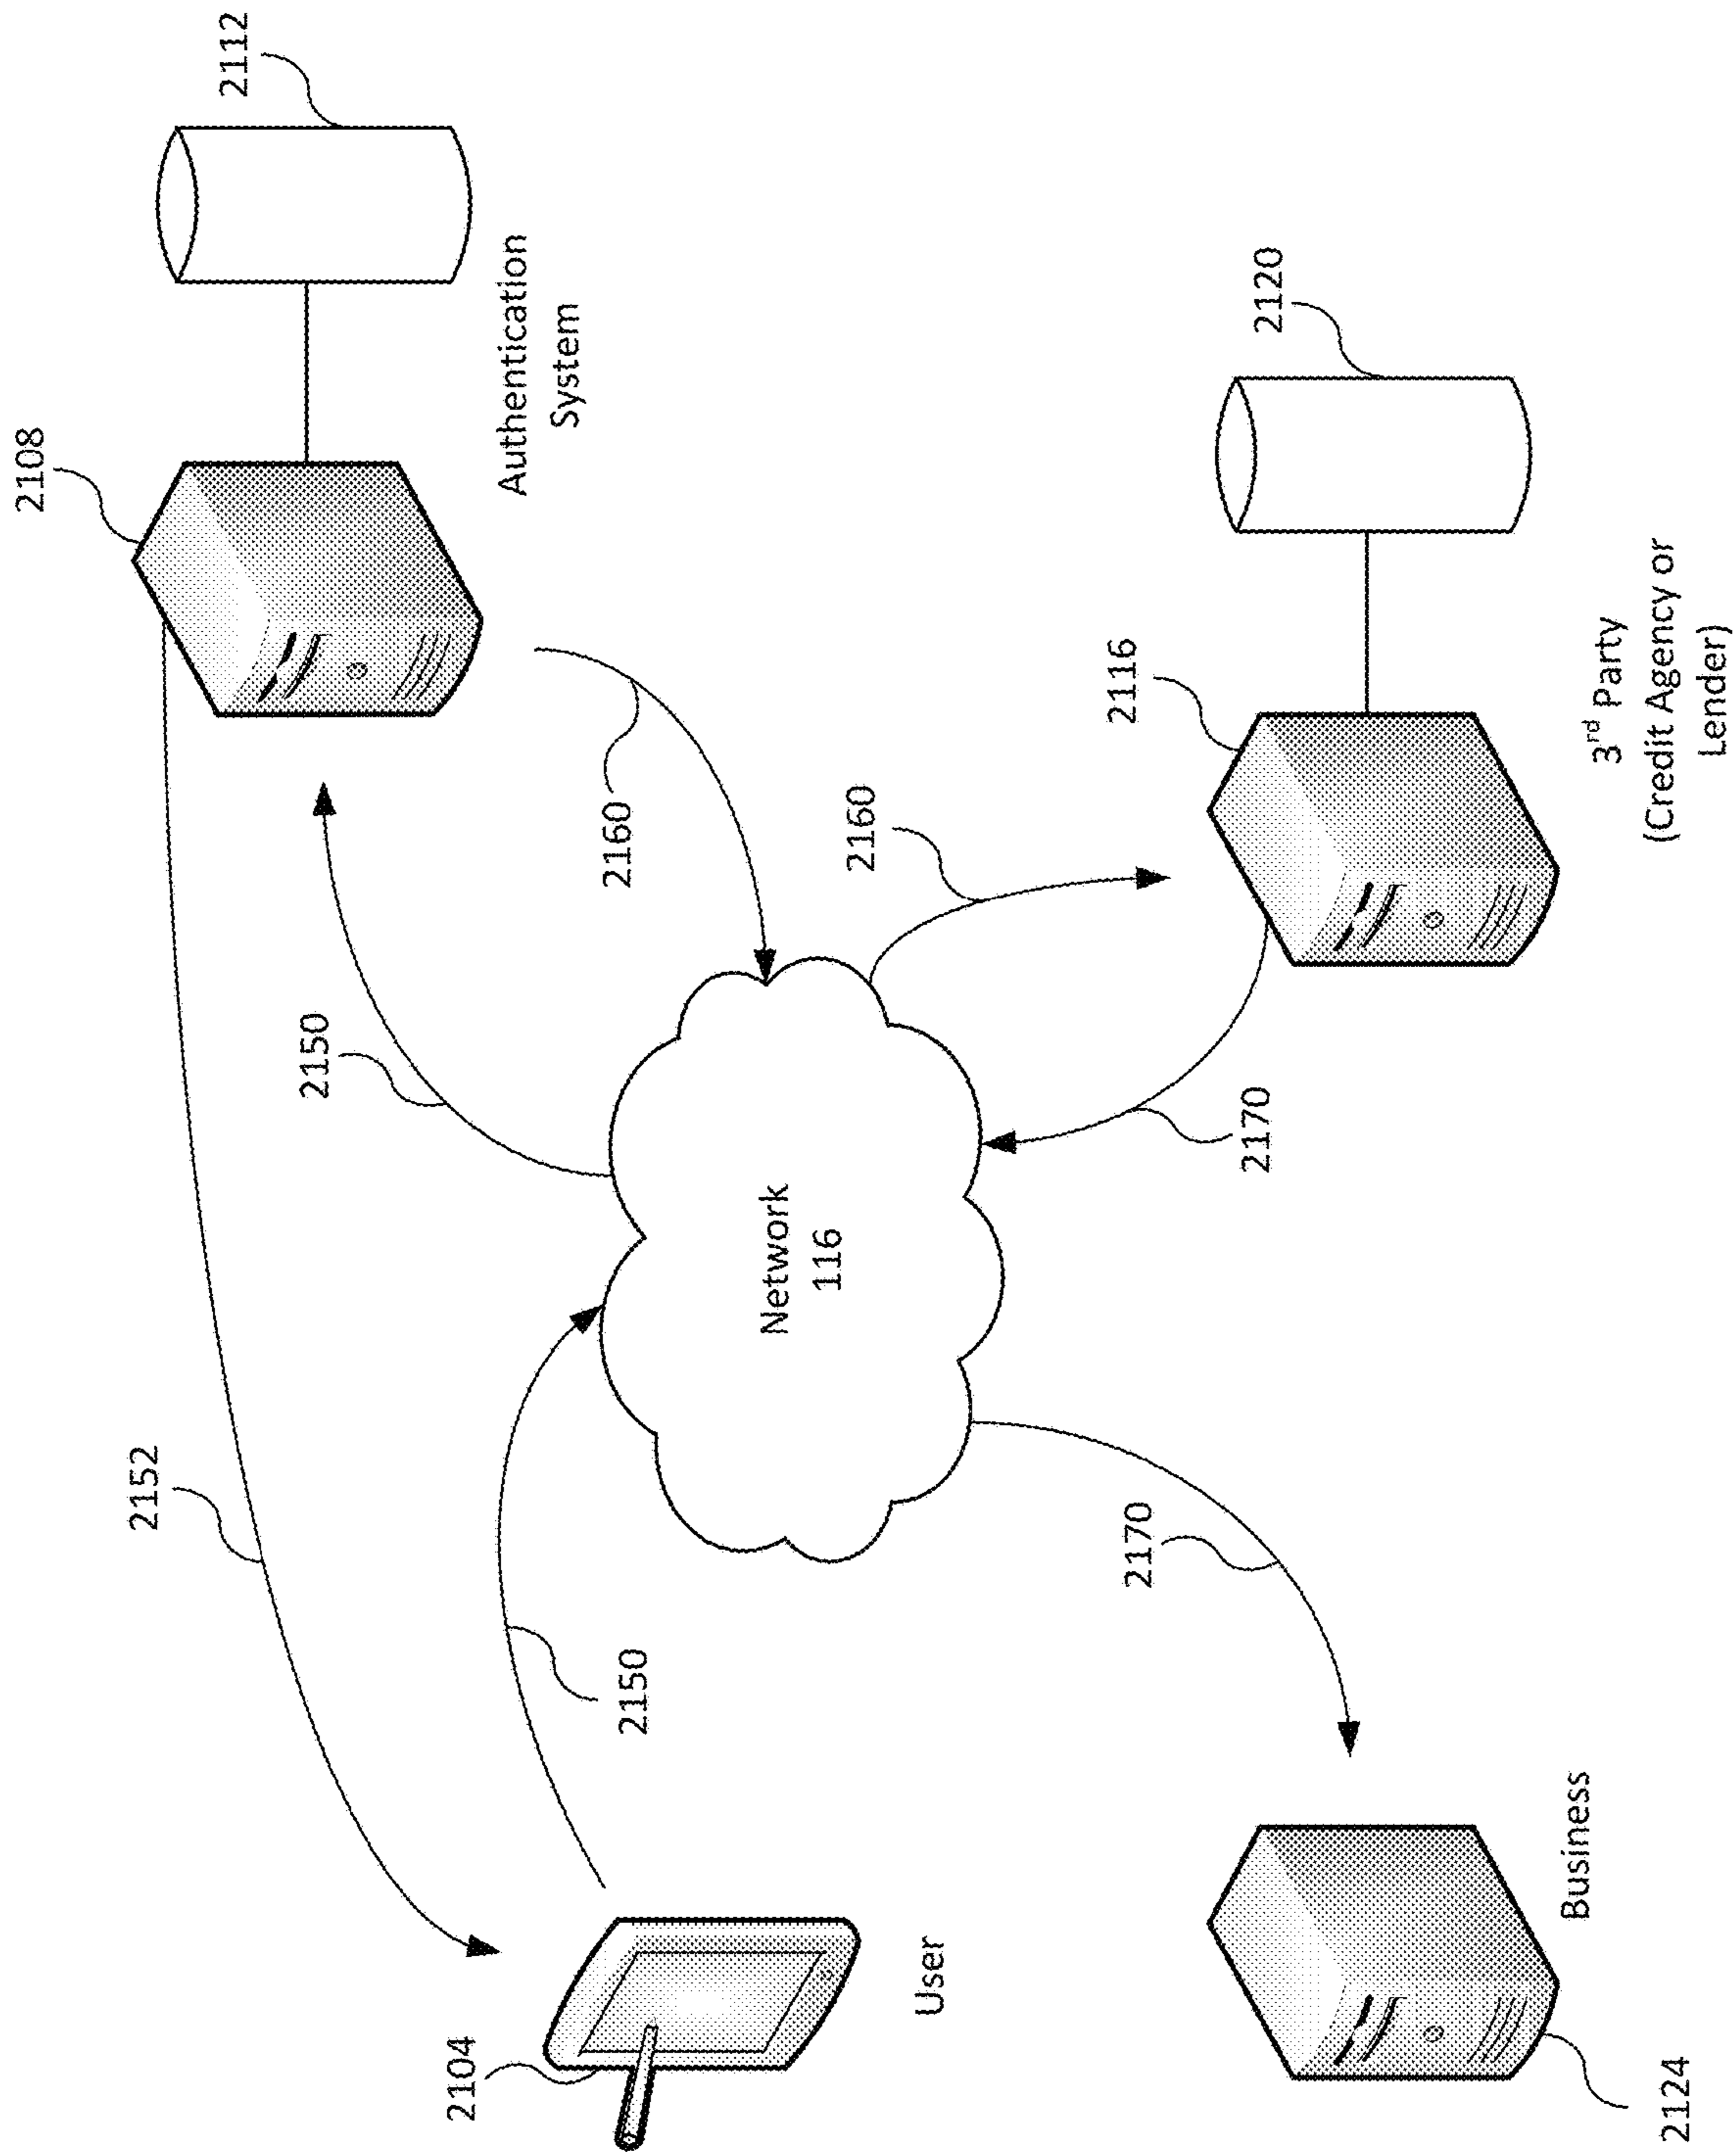 2108
2152
2112
2150
2104
Authentication
System
2160
2150
Network
116
2160
User
2116
2170
2170
2120
Business
3rd Party
(Credit Agency or
Lender)
2124